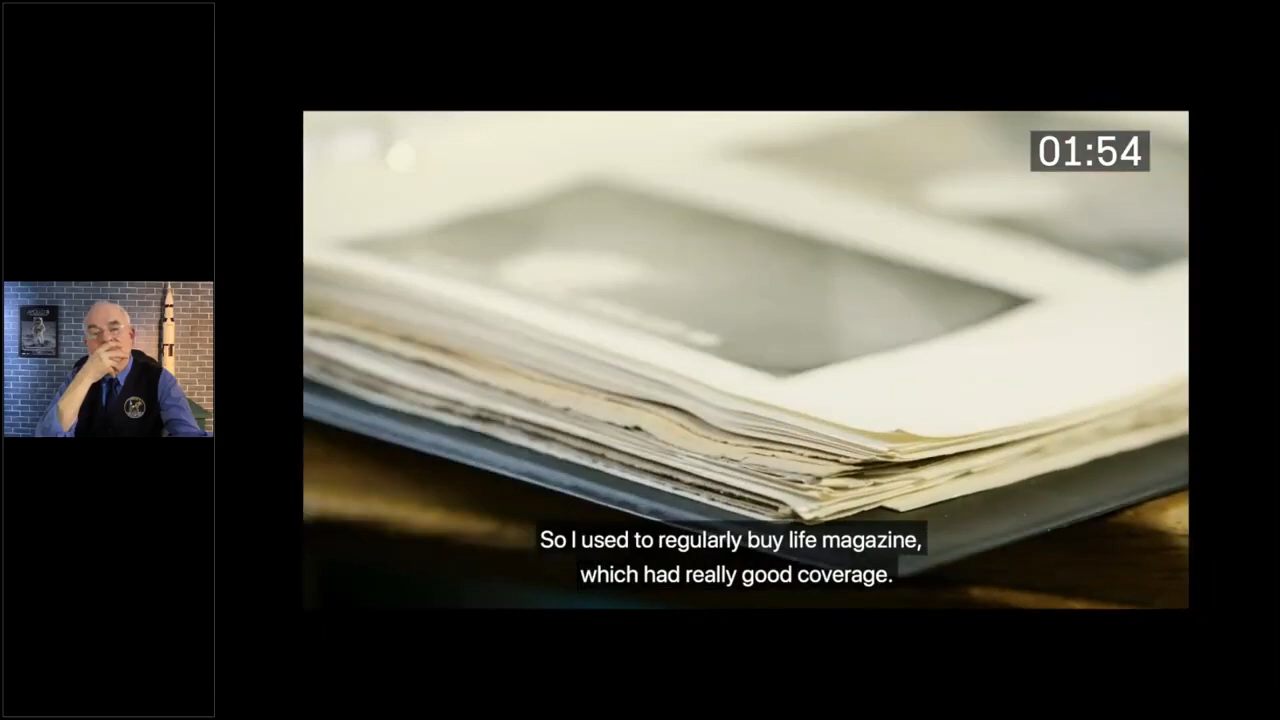 01:54
So I used to regularly buy life magazine,
which had really good coverage.